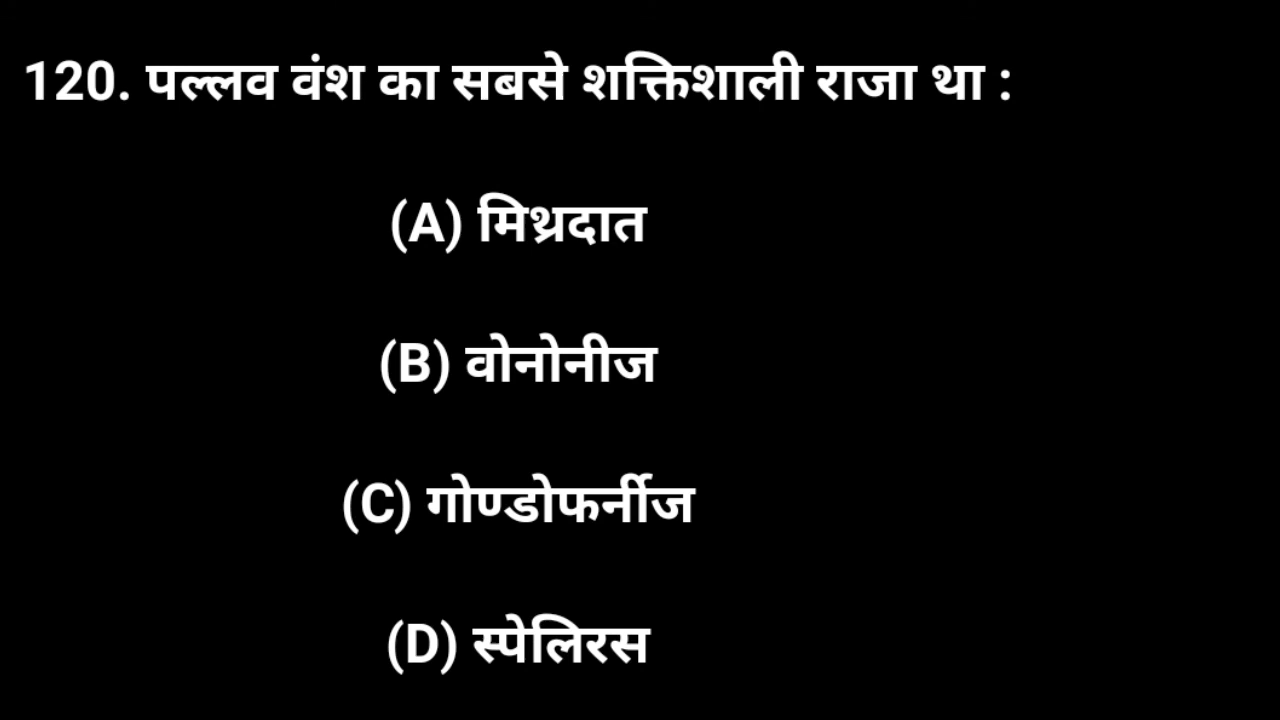 120. पल्लव वंश का सबसे शक्तिशाली राजा था :
(A) मिथ्रदात
(B) वोनोनीज
(C) गोण्डोफर्नीज
(D) स्पेलिरस